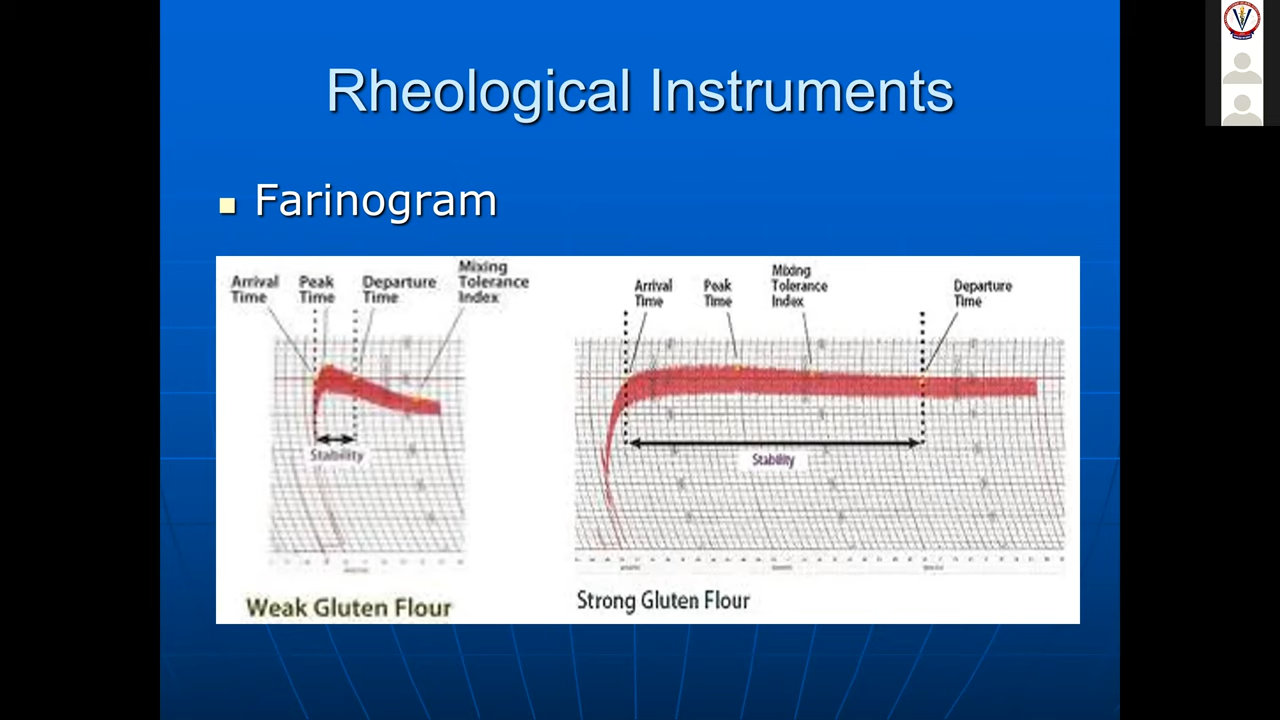 Rheological Instruments
Farinogram
Arrival
Time
Peak
Time
Departure
Time
Mixing
Tolerance
Index
Stability
Weak Gluten Flour
Arrival
Time
Peak
Time
Mixing
Tolerance
Index
Departure
Time
Stability
Strong Gluten Flour